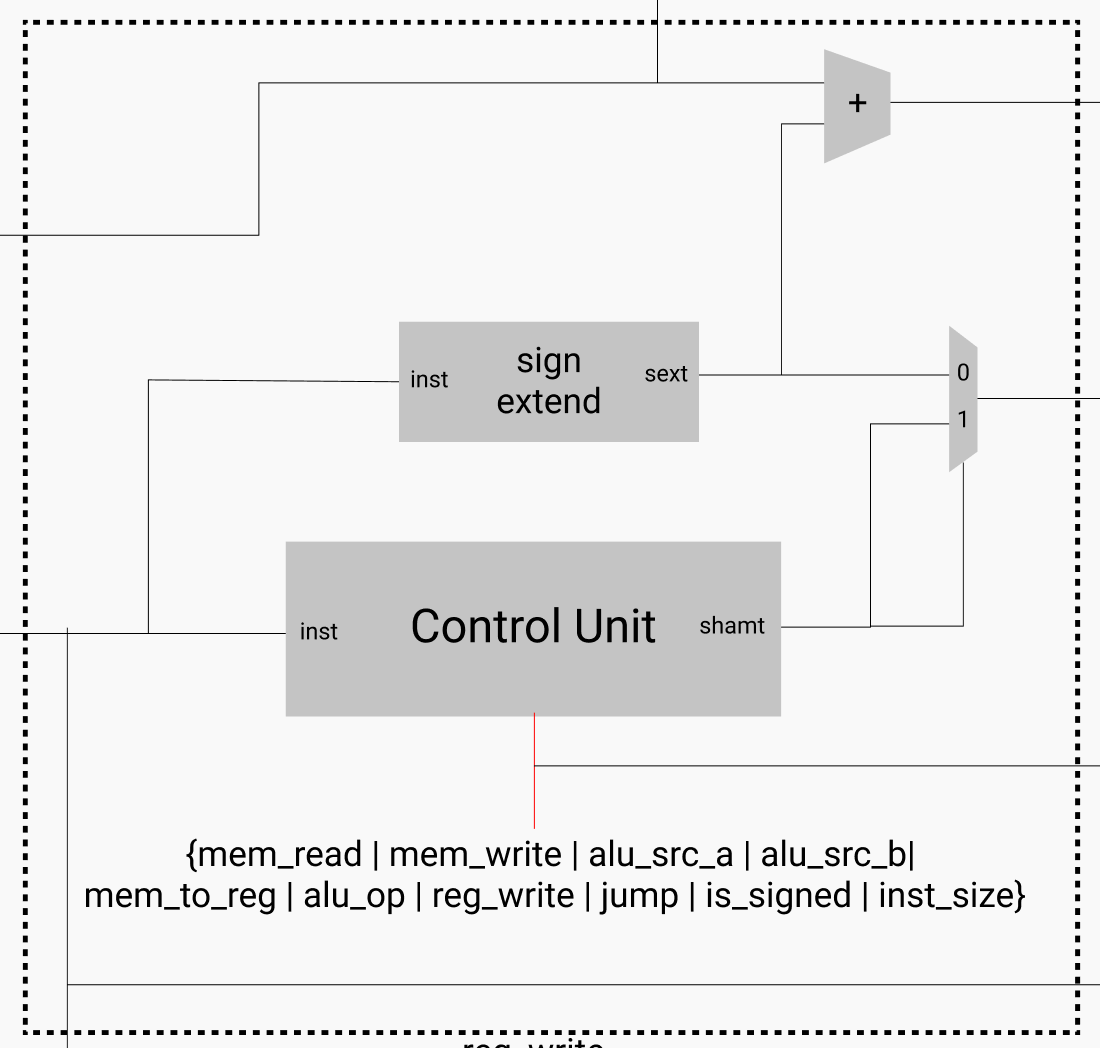 +
sign
extend
inst
sext
0
1
Control Unit
inst
shamt
{mem_read | mem_write | alu_src_a | alu_src_b|
mem_to_reg | alu_op | reg_write | jump | is_signed | inst_size}
reg_write